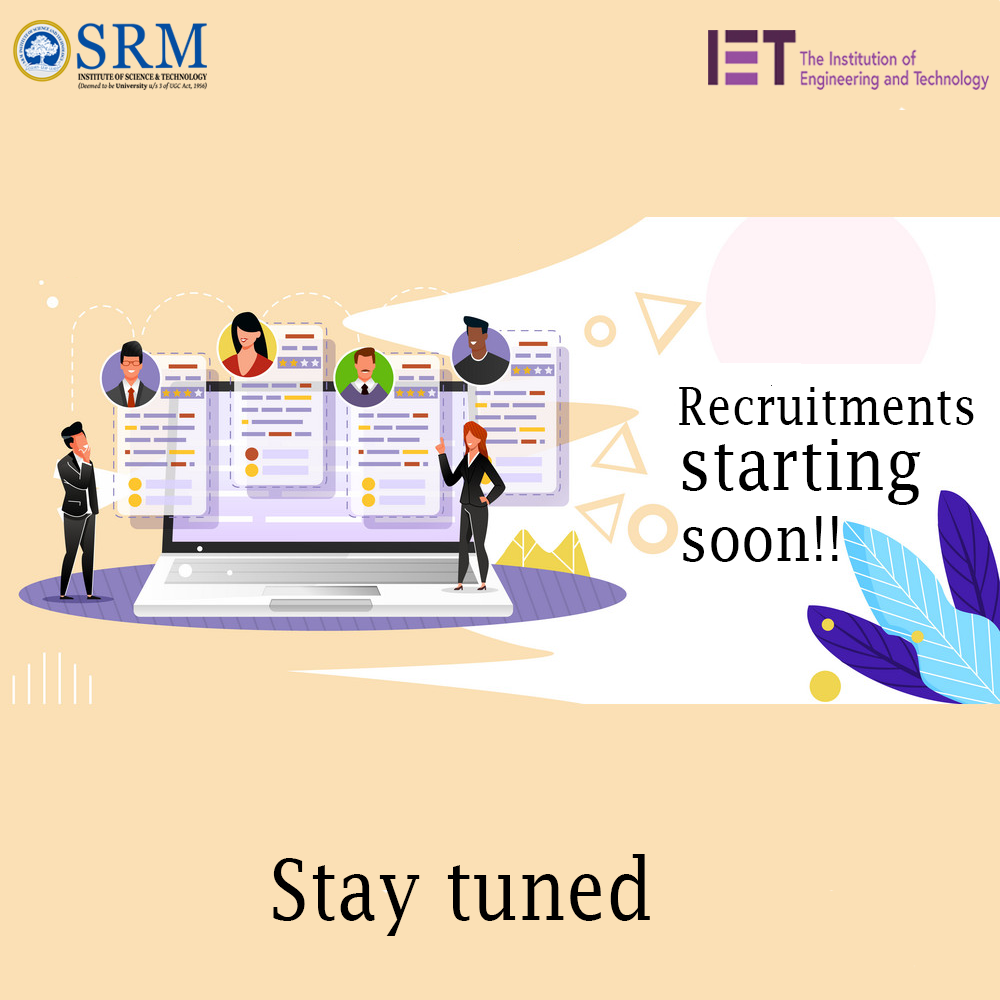 SRM
INSTITUTE OF SCIENCE & TECHNOLOGY
(Deemed to be University u/s 3 of UGC Act, 1956)
IET The Institution of
Engineering and Technology
Recruitments
starting
soon!!
Stay tuned